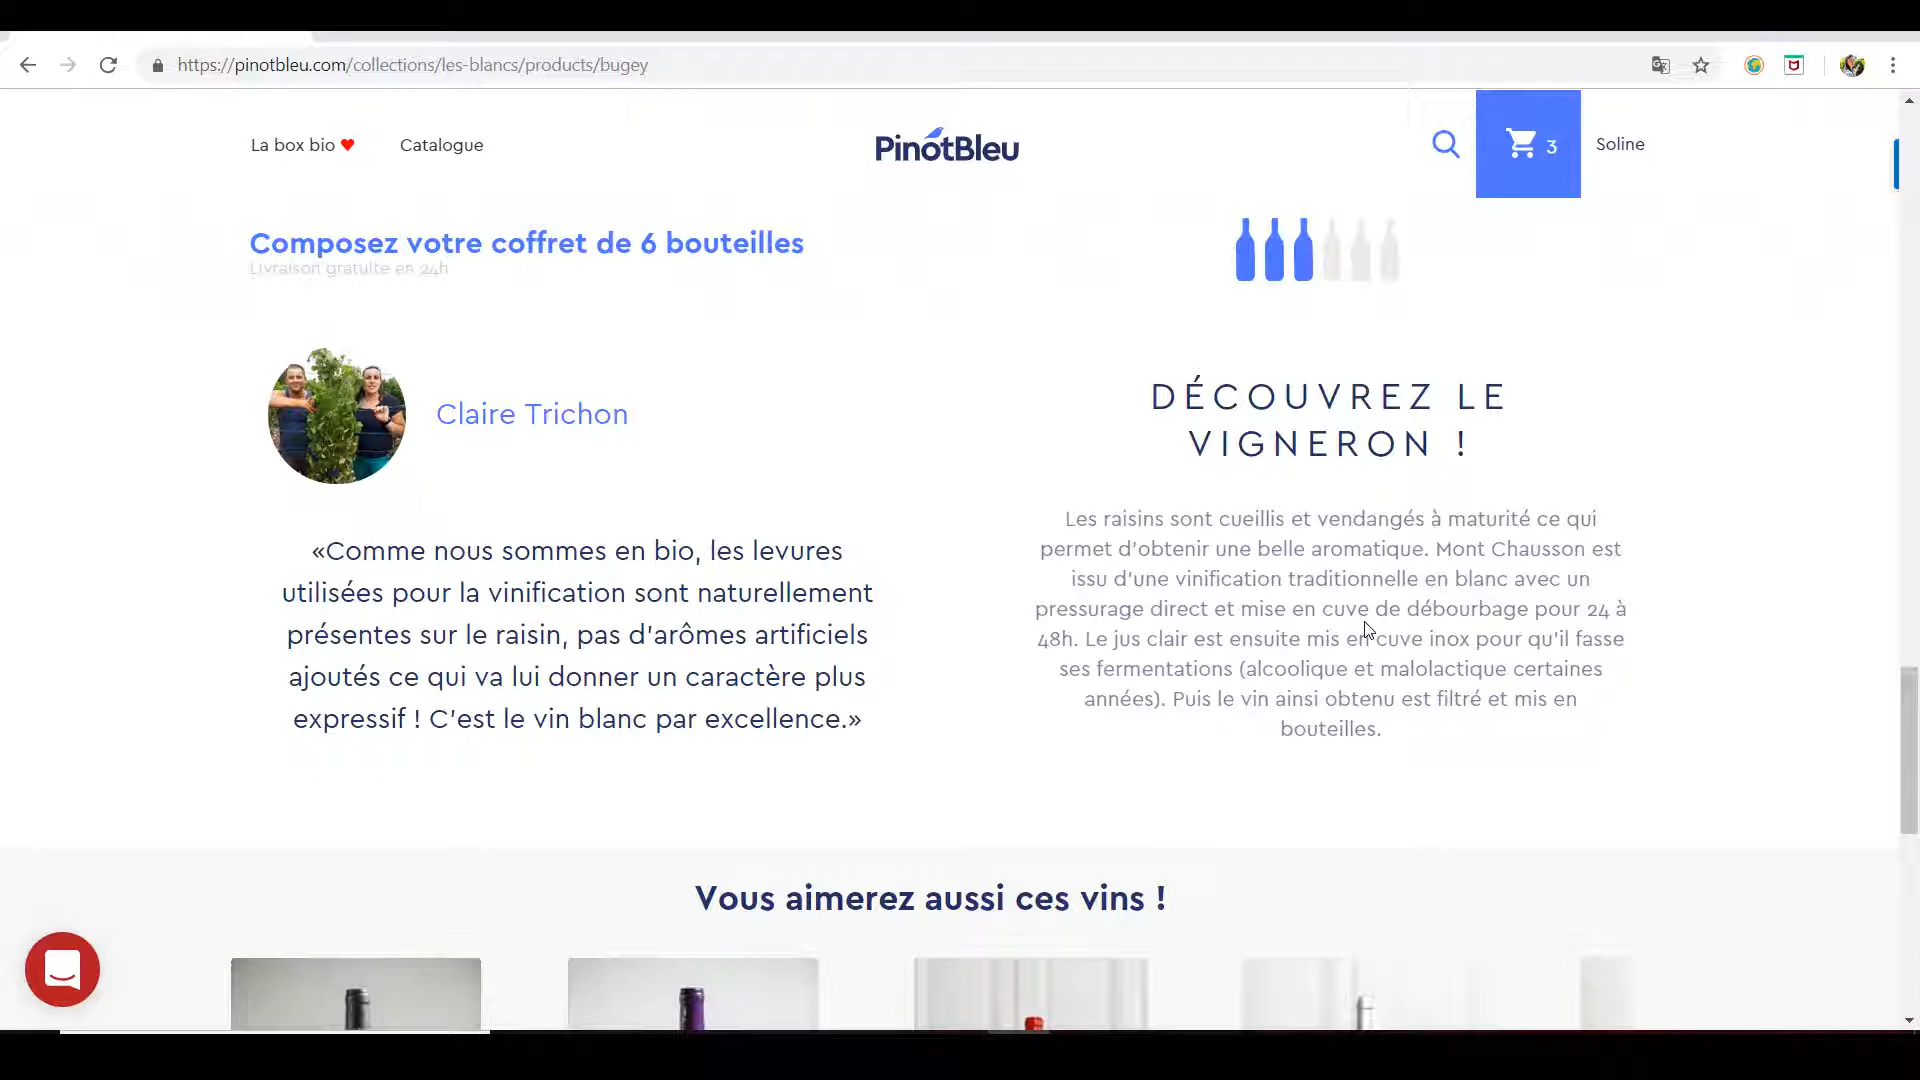 https://pinotbleu.com/collections/les-blancs/products/bugey
La box bio
Catalogue
PinotBleu
3
Soline
Composez votre coffret de 6 bouteilles
Livraison gratuite en 24h
Claire Trichon
«Comme nous sommes en bio, les levures
utilisées pour la vinification sont naturellement
présentes sur le raisin, pas d'arômes artificiels
ajoutés ce qui va lui donner un caractère plus
expressif ! C'est le vin blanc par excellence.»
DÉCOUVREZ LE
VIGNERON !
Les raisins sont cueillis et vendangés à maturité ce qui
permet d'obtenir une belle aromatique. Mont Chausson est
issu d'une vinification traditionnelle en blanc avec un
pressurage direct et mise en cuve de débourbage pour 24 à
48h. Le jus clair est ensuite mis en cuve inox pour qu'il fasse
ses fermentations (alcoolique et malolactique certaines
années). Puis le vin ainsi obtenu est filtré et mis en
bouteilles.
Vous aimerez aussi ces vins !